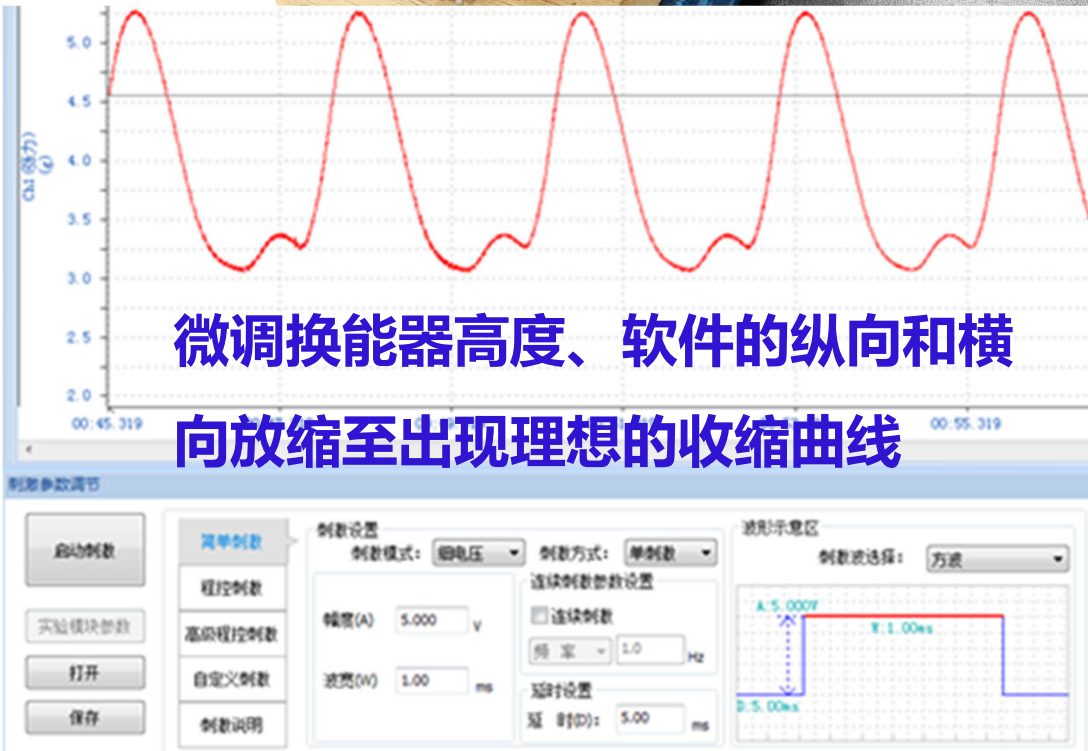 5.0
4.5
4.0
3.5
3.0
2.5
2.0
Ch1 (张力)
(g)
微调换能器高度、软件的纵向和横
向放缩至出现理想的收缩曲线
00:45.319
00:55.319
刺激参数调节
启动刺激
实验模块参数
打开
保存
简单刺激
程控刺激
高级程控刺激
自定义刺激
刺激说明
刺激设置
刺激模式： 细电压
刺激方式： 单刺激
幅度(A) 5.000 V
波宽(W) 1.00 ms
连续刺激参数设置
连续刺激
频 率 1.0 Hz
延时设置
延 时(D)： 5.00 ms
波形示意区
刺激波选择： 方波
A:5.000V
W:1.00ms
D:5.00ms